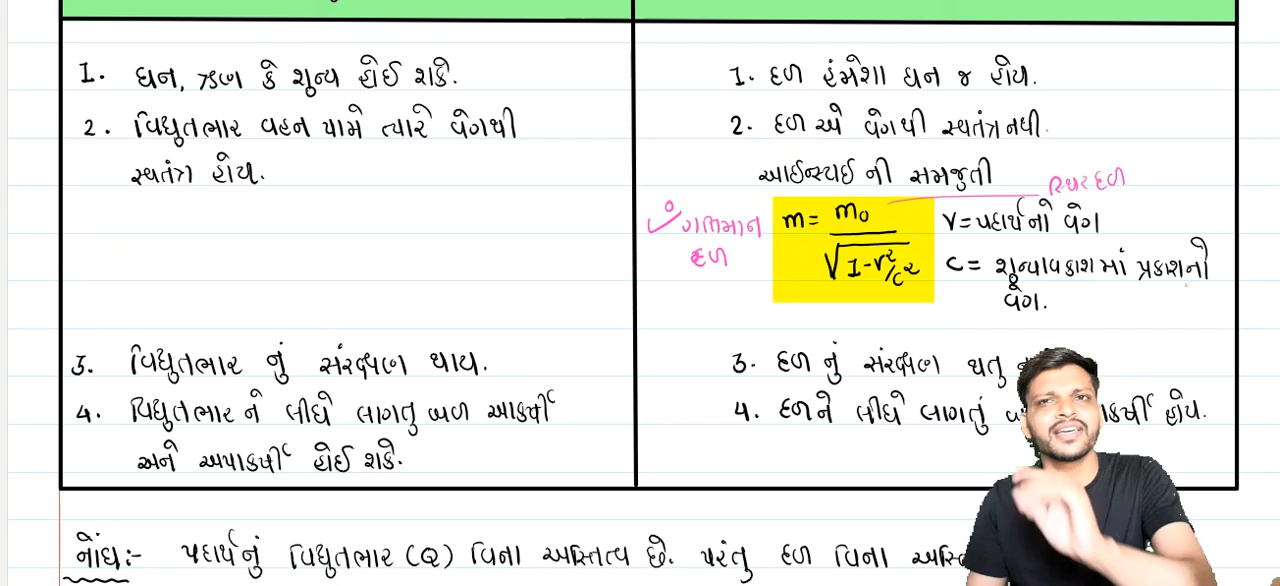 1. ધન, ઋણ કે શૂન્ય હોઈ શકે.
2. વિદ્યુતભાર વહન પામે ત્યારે વેગથી
સ્વતંત્ર હોય.
3. વિદ્યુતભાર નું સંરક્ષણ થાય.
4. વિદ્યુતભાર ને લીધે લાગતુ બળ આકર્ષી
અને અપાકર્ષી હોઈ શકે.
1. દળ હંમેશા ધન જ હોય.
2. દળ એ વેગથી સ્વતંત્ર નથી.
આઈન્સ્ટાઈ ની સમજુતી
સ્થિર દળ
ગતિમાન
દળ
m = m₀ / √(1 - v²/c²)
v = પદાર્થનો વેગ
c = શૂન્યાવકાશમાં પ્રકાશનો
વેગ.
3. દળ નું સંરક્ષણ થતુ
4. દળ ને લીધે લાગતું હોય.
નોંધ:- પદાર્થનું વિદ્યુતભાર (Q) વિના અસ્તિત્વ છે. પરંતુ દળ વિના